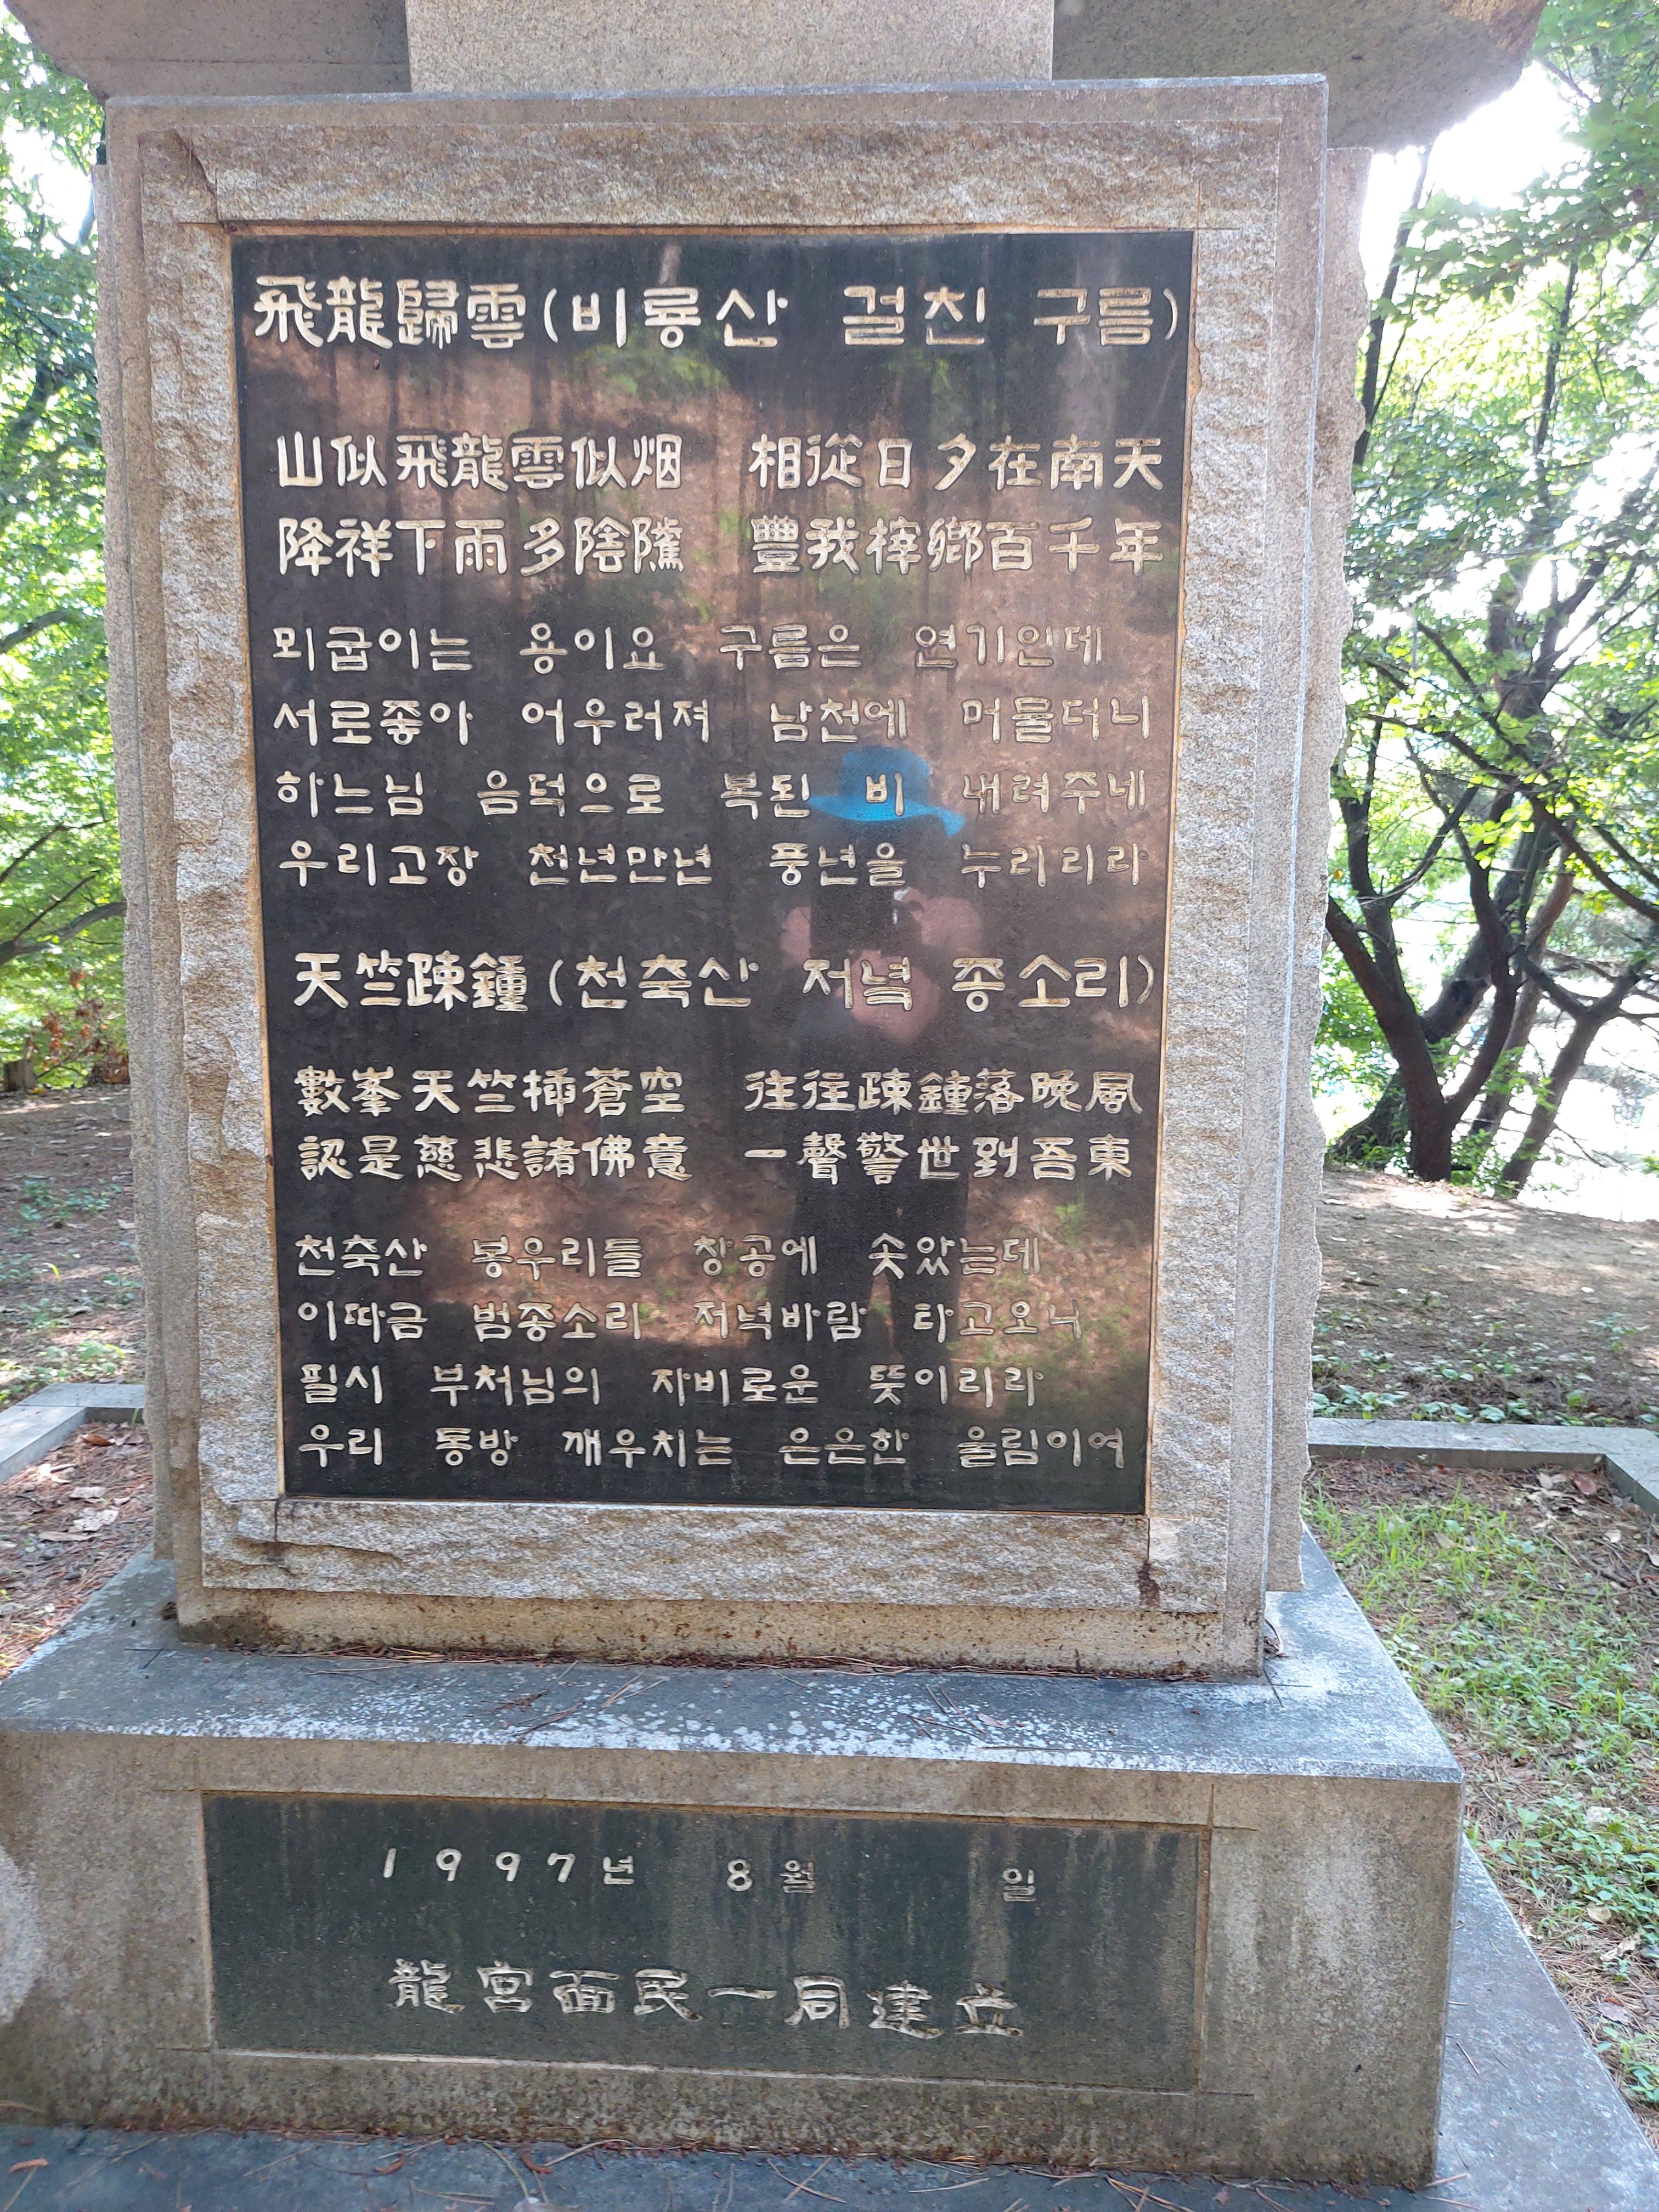 飛龍歸雲(비룡산 걸친 구름)
山似飛龍雲似烟 相從日夕在南天
降祥下雨多陰隲 豊我梓鄕百千年
뫼굽이는 용이요 구름은 연기인데
서로좋아 어우러져 남천에 머물더니
하느님 음덕으로 복된 비 내려주네
우리고장 천년만년 풍년을 누리리라
天竺踈鍾(천축산 저녁 종소리)
數峯天竺揷蒼空 往往踈鍾落晩風
認是慈悲諸佛意 一聲警世到吾東
천축산 봉우리들 창공에 솟았는데
이따금 범종소리 저녁바람 타고오니
필시 부처님의 자비로운 뜻이리라
우리 동방 깨우치는 은은한 울림이여
1997년 8월 일
龍宮面民一同建立